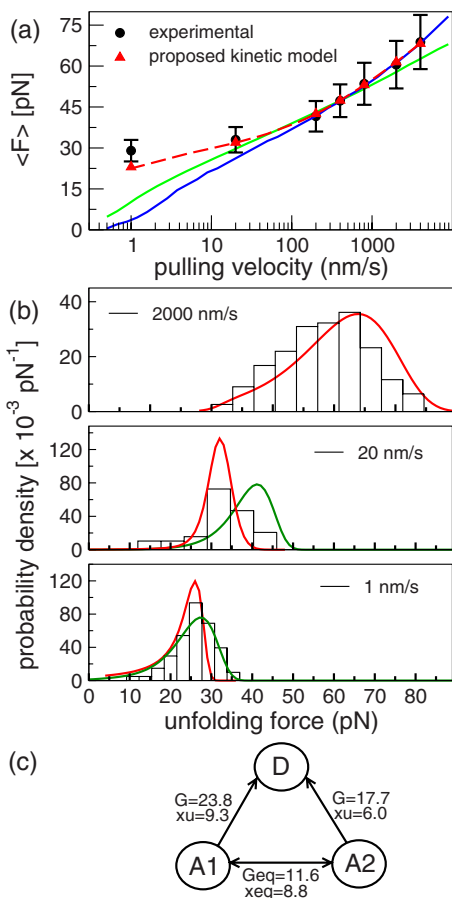 (a)
experimental
proposed kinetic model
<F> [pN]
75
60
45
30
15
0
1 10 100 1000
pulling velocity (nm/s)
(b)
probability density [x 10⁻³ pN⁻¹]
40
20
0
2000 nm/s
120
80
40
0
20 nm/s
120
80
40
0
1 nm/s
0 10 20 30 40 50 60 70 80
unfolding force (pN)
(c)
D
G=23.8
xu=9.3
G=17.7
xu=6.0
A1
A2
Geq=11.6
xeq=8.8